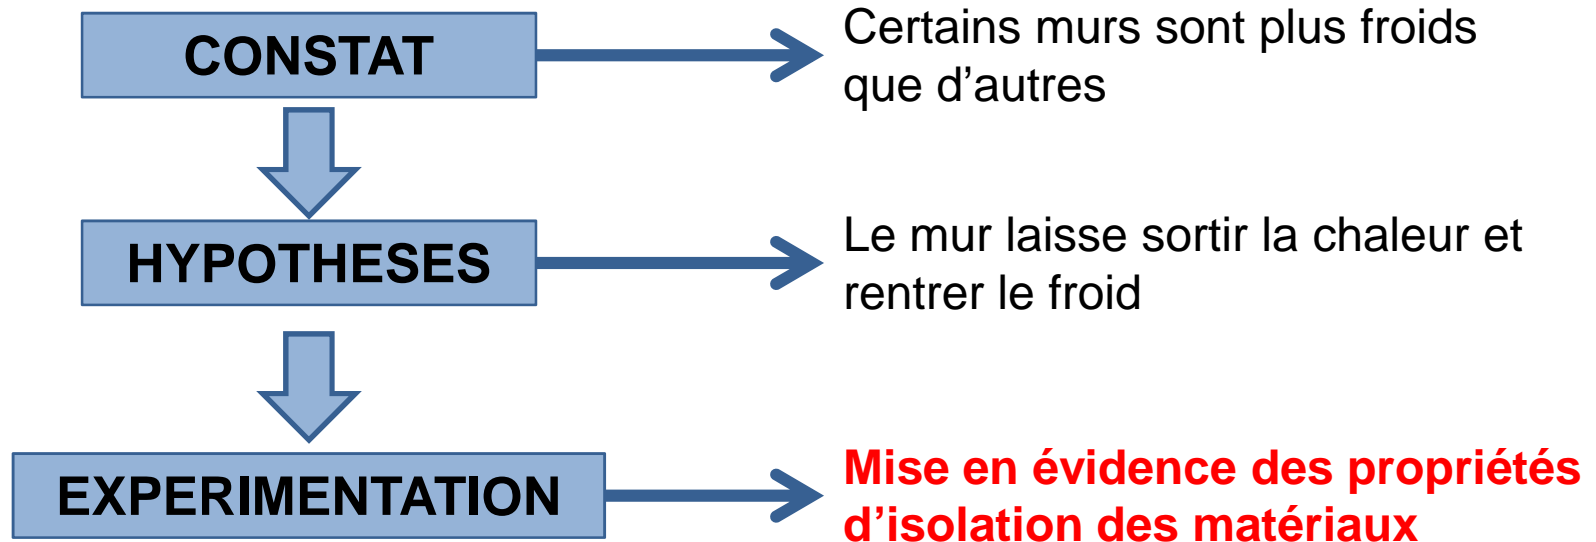 CONSTAT
Certains murs sont plus froids
que d’autres
HYPOTHESES
Le mur laisse sortir la chaleur et
rentrer le froid
EXPERIMENTATION
Mise en évidence des propriétés
d’isolation des matériaux